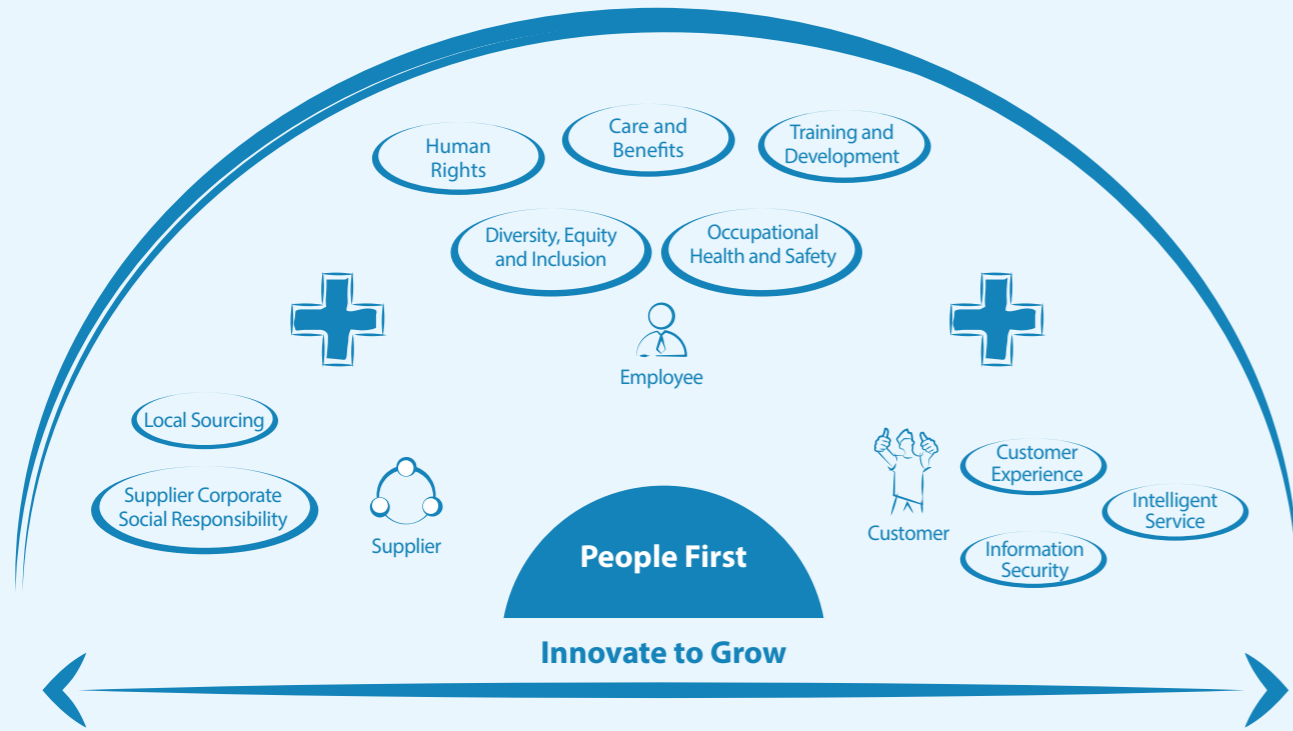 Human
Rights
Care and
Benefits
Training and
Development
Diversity, Equity
and Inclusion
Occupational
Health and Safety
Employee
Local Sourcing
Supplier Corporate
Social Responsibility
Supplier
Customer
Customer
Experience
Intelligent
Service
Information
Security
People First
Innovate to Grow